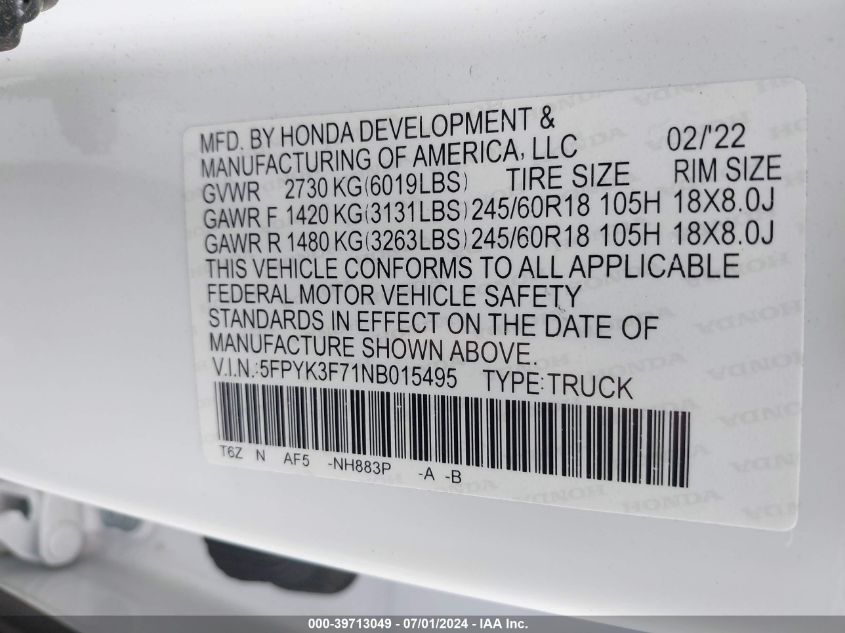 MFD. BY HONDA DEVELOPMENT &
MANUFACTURING OF AMERICA, LLC 02/'22
GVWR 2730 KG(6019LBS) TIRE SIZE RIM SIZE
GAWR F 1420 KG(3131LBS) 245/60R18 105H 18X8.0J
GAWR R 1480 KG(3263LBS) 245/60R18 105H 18X8.0J
THIS VEHICLE CONFORMS TO ALL APPLICABLE
FEDERAL MOTOR VEHICLE SAFETY
STANDARDS IN EFFECT ON THE DATE OF
MANUFACTURE SHOWN ABOVE.
V.I.N.:5FPYK3F71NB015495 TYPE:TRUCK
T6Z N AF5 -NH883P -A -B
000-39713049 - 07/01/2024 - IAA Inc.